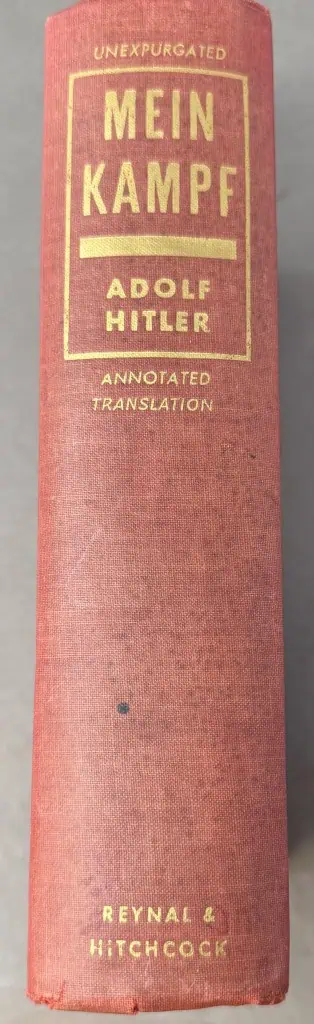 UNEXPURGATED
MEIN
KAMPF
ADOLF
HITLER
ANNOTATED
TRANSLATION
REYNAL &
HITCHCOCK